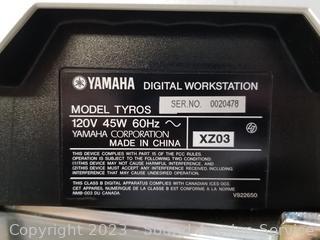 YAMAHA DIGITAL WORKSTATION
MODEL TYROS SER.NO. 0020478
120V 45W 60Hz ~
YAMAHA CORPORATION
MADE IN CHINA XZ03
THIS DEVICE COMPLIES WITH PART 15 OF THE FCC RULES.
OPERATION IS SUBJECT TO THE FOLLOWING TWO CONDITIONS:
(1) THIS DEVICE MAY NOT CAUSE HARMFUL INTERFERENCE, AND
(2) THIS DEVICE MUST ACCEPT ANY INTERFERENCE RECEIVED, INCLUDING
INTERFERENCE THAT MAY CAUSE UNDESIRED OPERATION.
THIS CLASS B DIGITAL APPARATUS COMPLIES WITH CANADIAN ICES-003.
CET APPAREIL NUMERIQUE DE LA CLASSE B EST CONFORME A LA NORME
NMB-003 DU CANADA V922650
Copyright 2023